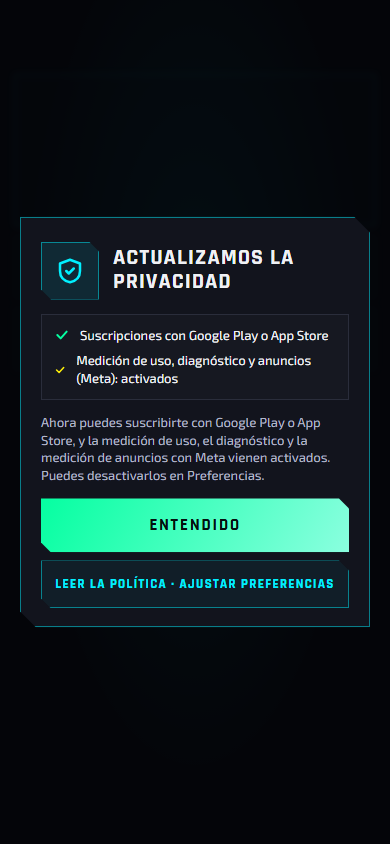 ACTUALIZAMOS LA
PRIVACIDAD
Suscripciones con Google Play o App Store
Medición de uso, diagnóstico y anuncios
(Meta): activados
Ahora puedes suscribirte con Google Play o App
Store, y la medición de uso, el diagnóstico y la
medición de anuncios con Meta vienen activados.
Puedes desactivarlos en Preferencias.
ENTENDIDO
LEER LA POLÍTICA · AJUSTAR PREFERENCIAS